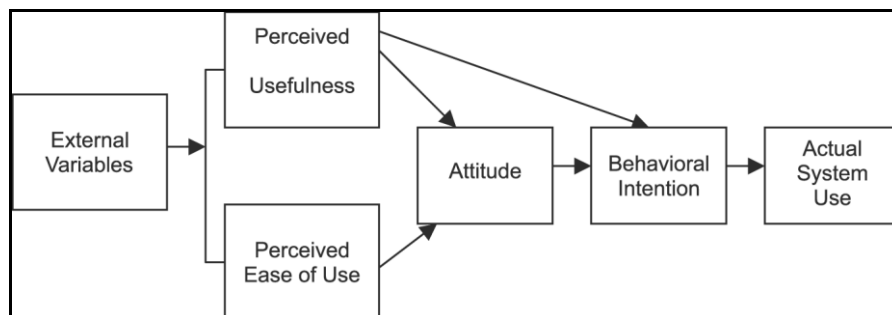 Perceived
Usefulness
External
Variables
Attitude
Behavioral
Intention
Actual
System
Use
Perceived
Ease of Use